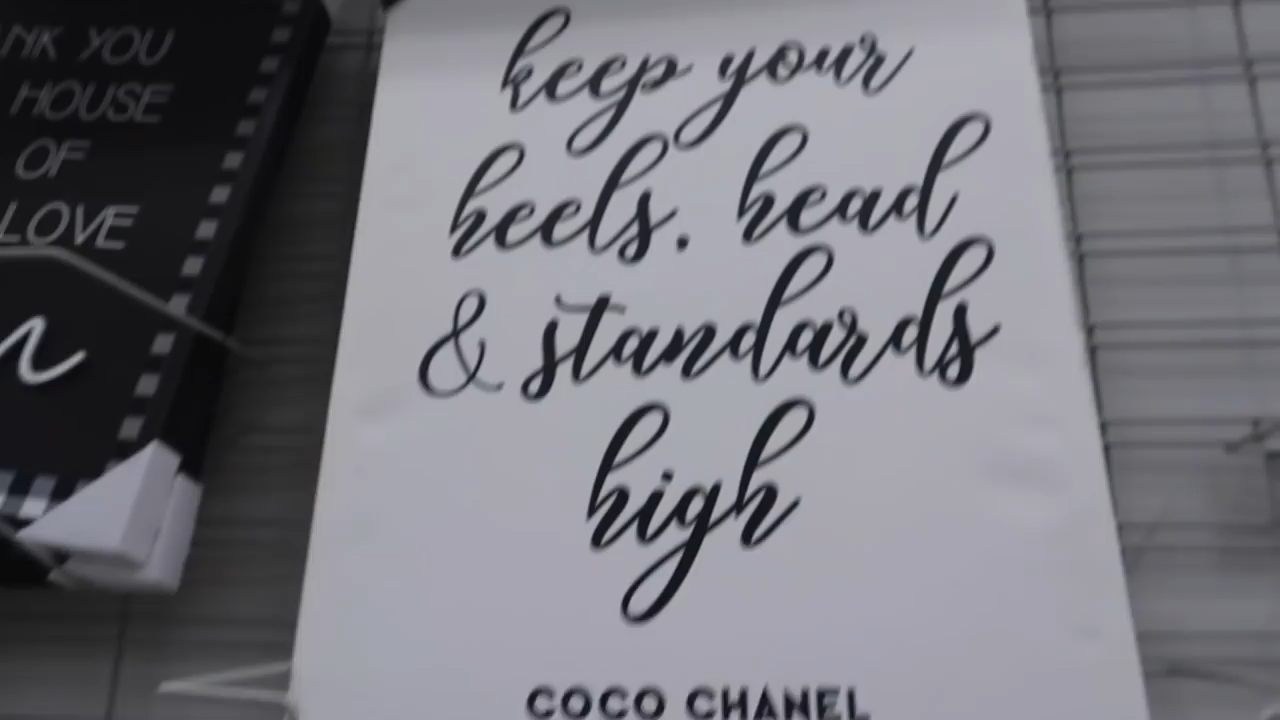 NK YOU
HOUSE
OF
LOVE
keep your
heels. head
& standards
high
COCO CHANEL